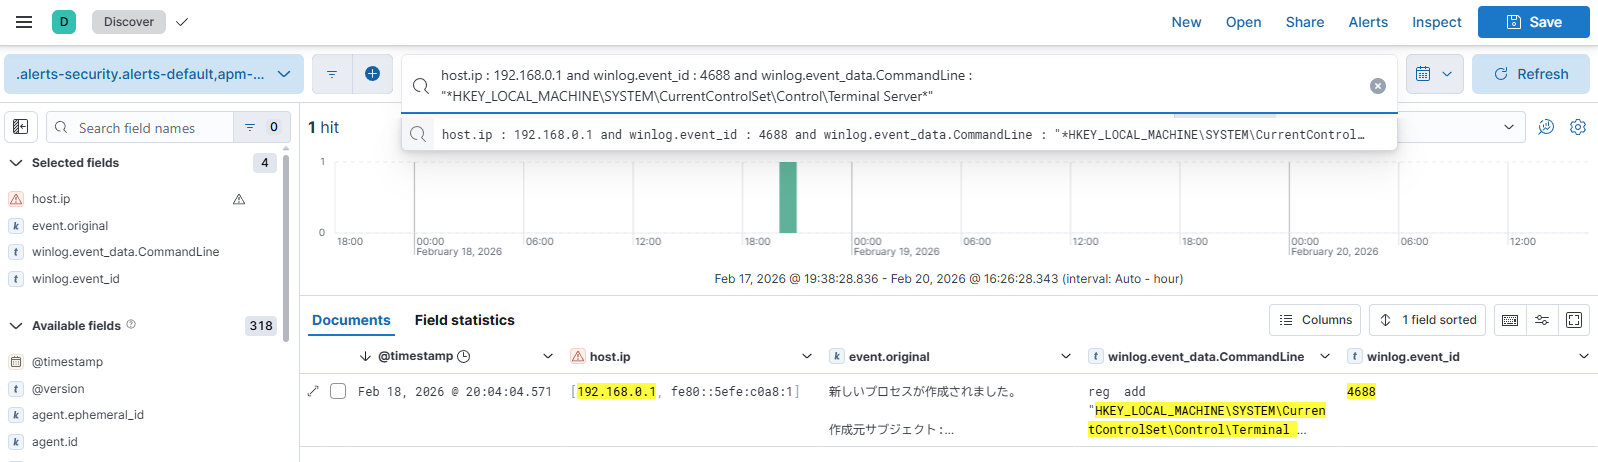 D Discover New Open Share Alerts Inspect Save
.alerts-security.alerts-default,apm-...
host.ip : 192.168.0.1 and winlog.event_id : 4688 and winlog.event_data.CommandLine :
"*HKEY_LOCAL_MACHINE\SYSTEM\CurrentControlSet\Control\Terminal Server*"
Refresh
host.ip : 192.168.0.1 and winlog.event_id : 4688 and winlog.event_data.CommandLine : "*HKEY_LOCAL_MACHINE\SYSTEM\CurrentControl…
Search field names 0
1 hit
Selected fields 4
host.ip
event.original
winlog.event_data.CommandLine
winlog.event_id
Available fields 318
@timestamp
@version
agent.ephemeral_id
agent.id
1
0
18:00 00:00 06:00 12:00 18:00 00:00 06:00 12:00 18:00 00:00 06:00 12:00
February 18, 2026 February 19, 2026 February 20, 2026
Feb 17, 2026 @ 19:38:28.836 - Feb 20, 2026 @ 16:26:28.343 (interval: Auto - hour)
Documents Field statistics Columns 1 field sorted
@timestamp host.ip event.original winlog.event_data.CommandLine winlog.event_id
Feb 18, 2026 @ 20:04:04.571 [192.168.0.1, fe80::5efe:c0a8:1] 新しいプロセスが作成されました。 reg add 4688
"HKEY_LOCAL_MACHINE\SYSTEM\Curren
作成元サブジェクト:… tControlSet\Control\Terminal …